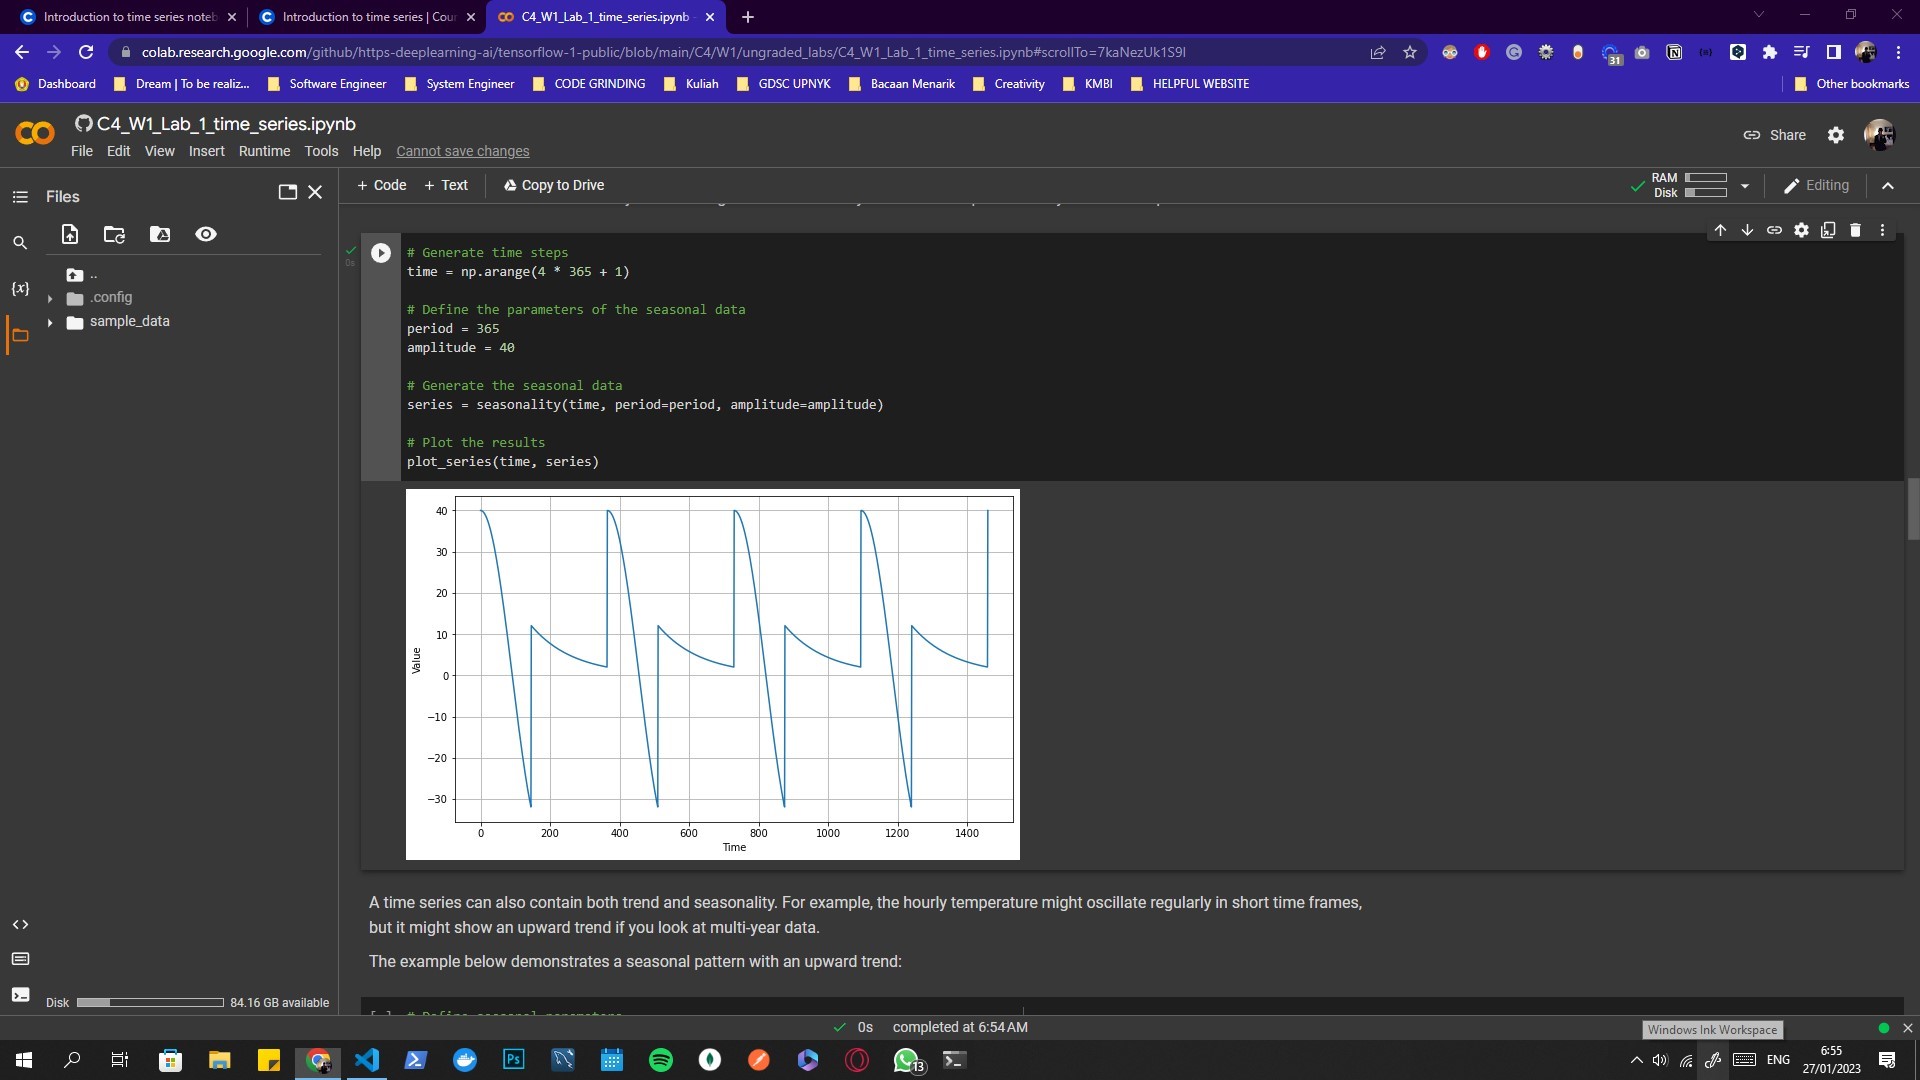 Introduction to time series noteb
Introduction to time series | Cour
C4_W1_Lab_1_time_series.ipynb
colab.research.google.com/github/https-deeplearning-ai/tensorflow-1-public/blob/main/C4/W1/ungraded_labs/C4_W1_Lab_1_time_series.ipynb#scrollTo=7kaNezUk1S9l
31
Dashboard
Dream | To be realiz...
Software Engineer
System Engineer
CODE GRINDING
Kuliah
GDSC UPNYK
Bacaan Menarik
Creativity
KMBI
HELPFUL WEBSITE
Other bookmarks
C4_W1_Lab_1_time_series.ipynb
Share
File Edit View Insert Runtime Tools Help Cannot save changes
Files
+ Code + Text Copy to Drive
RAM
Disk
Editing
..
.config
sample_data
{x}
0s
# Generate time steps
time = np.arange(4 * 365 + 1)
# Define the parameters of the seasonal data
period = 365
amplitude = 40
# Generate the seasonal data
series = seasonality(time, period=period, amplitude=amplitude)
# Plot the results
plot_series(time, series)
40
30
20
10
0
−10
−20
−30
Value
0 200 400 600 800 1000 1200 1400
Time
A time series can also contain both trend and seasonality. For example, the hourly temperature might oscillate regularly in short time frames,
but it might show an upward trend if you look at multi-year data.
The example below demonstrates a seasonal pattern with an upward trend:
Disk 84.16 GB available
0s completed at 6:54 AM
Windows Ink Workspace
Ps
13
ENG
6:55
27/01/2023